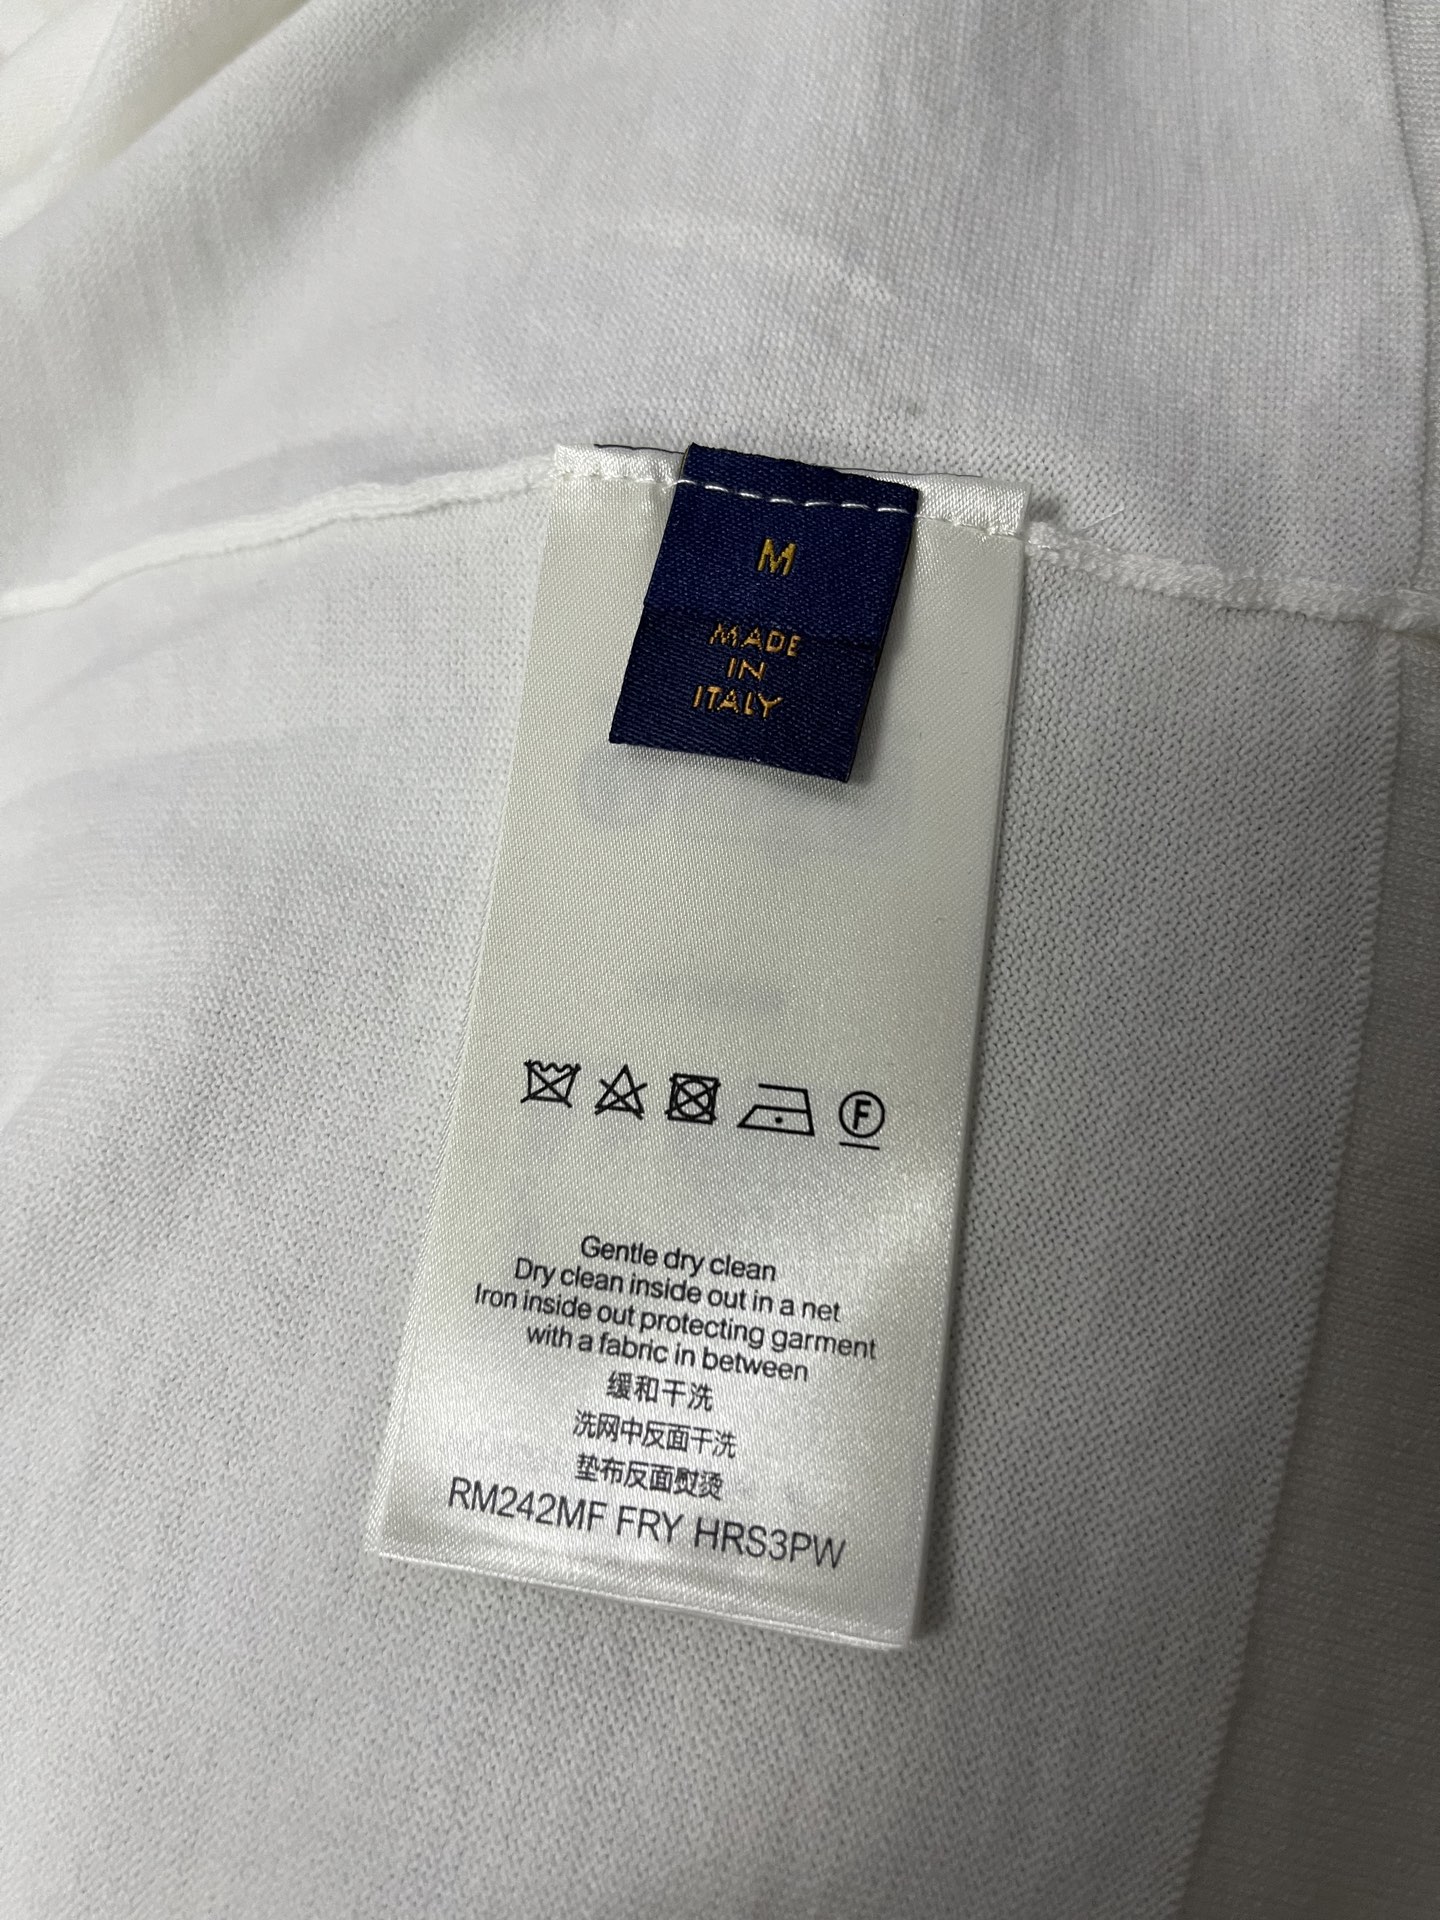 M
MADE
IN
ITALY
F
Gentle dry clean
Dry clean inside out in a net
Iron inside out protecting garment
with a fabric in between
缓和干洗
洗网中反面干洗
垫布反面熨烫
RM242MF FRY HRS3PW